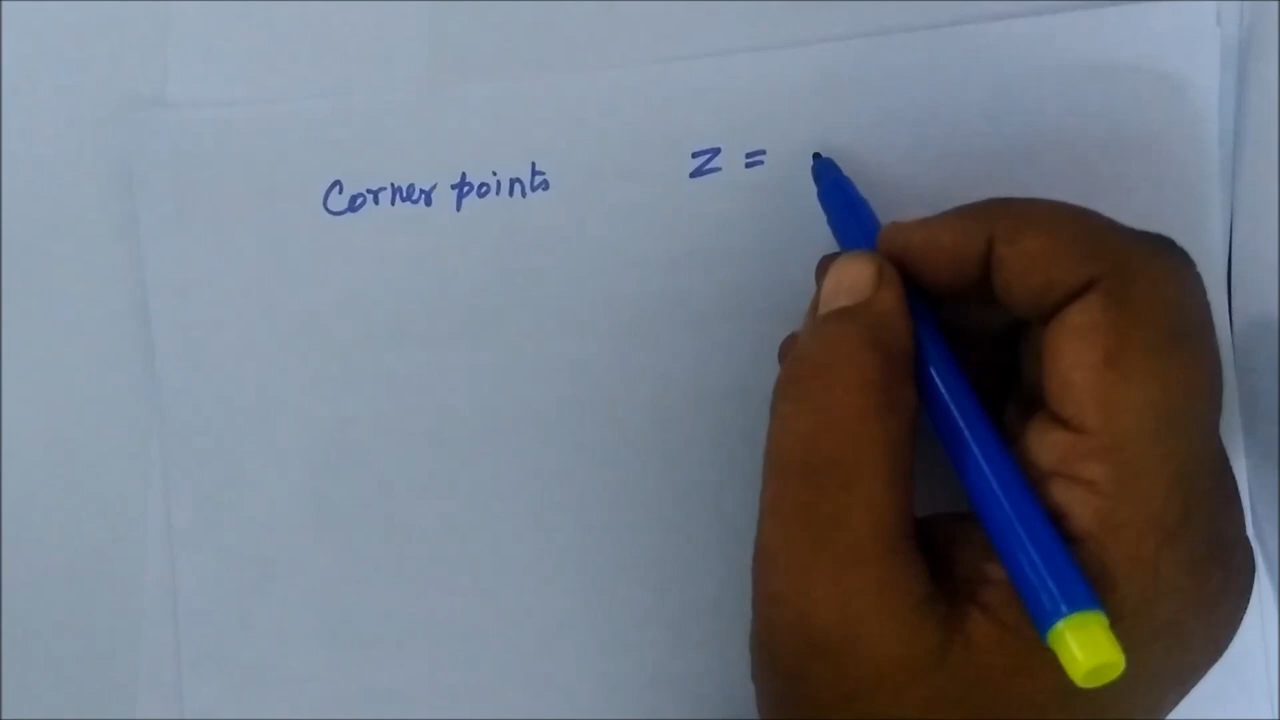 Corner points Z =